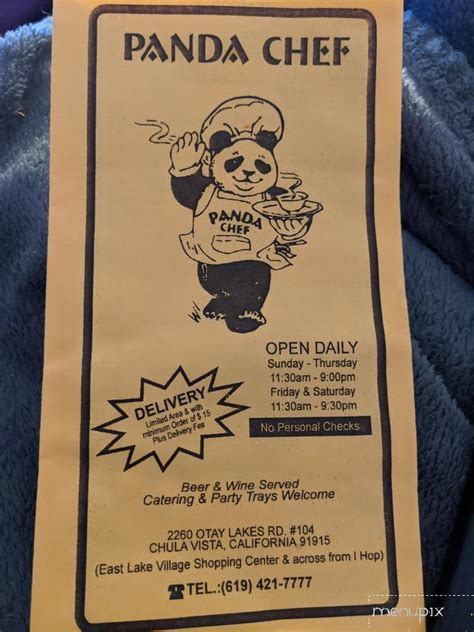 PANDA CHEF
PANDA
CHEF
OPEN DAILY
Sunday - Thursday
11:30am - 9:00pm
Friday & Saturday
11:30am - 9:30pm
No Personal Checks
DELIVERY
Limited Area & with
minimum Order of $ 15
Plus Delivery Fee
Beer & Wine Served
Catering & Party Trays Welcome
2260 OTAY LAKES RD. #104
CHULA VISTA, CALIFORNIA 91915
(East Lake Village Shopping Center & across from I Hop)
TEL.:(619) 421-7777
menupix